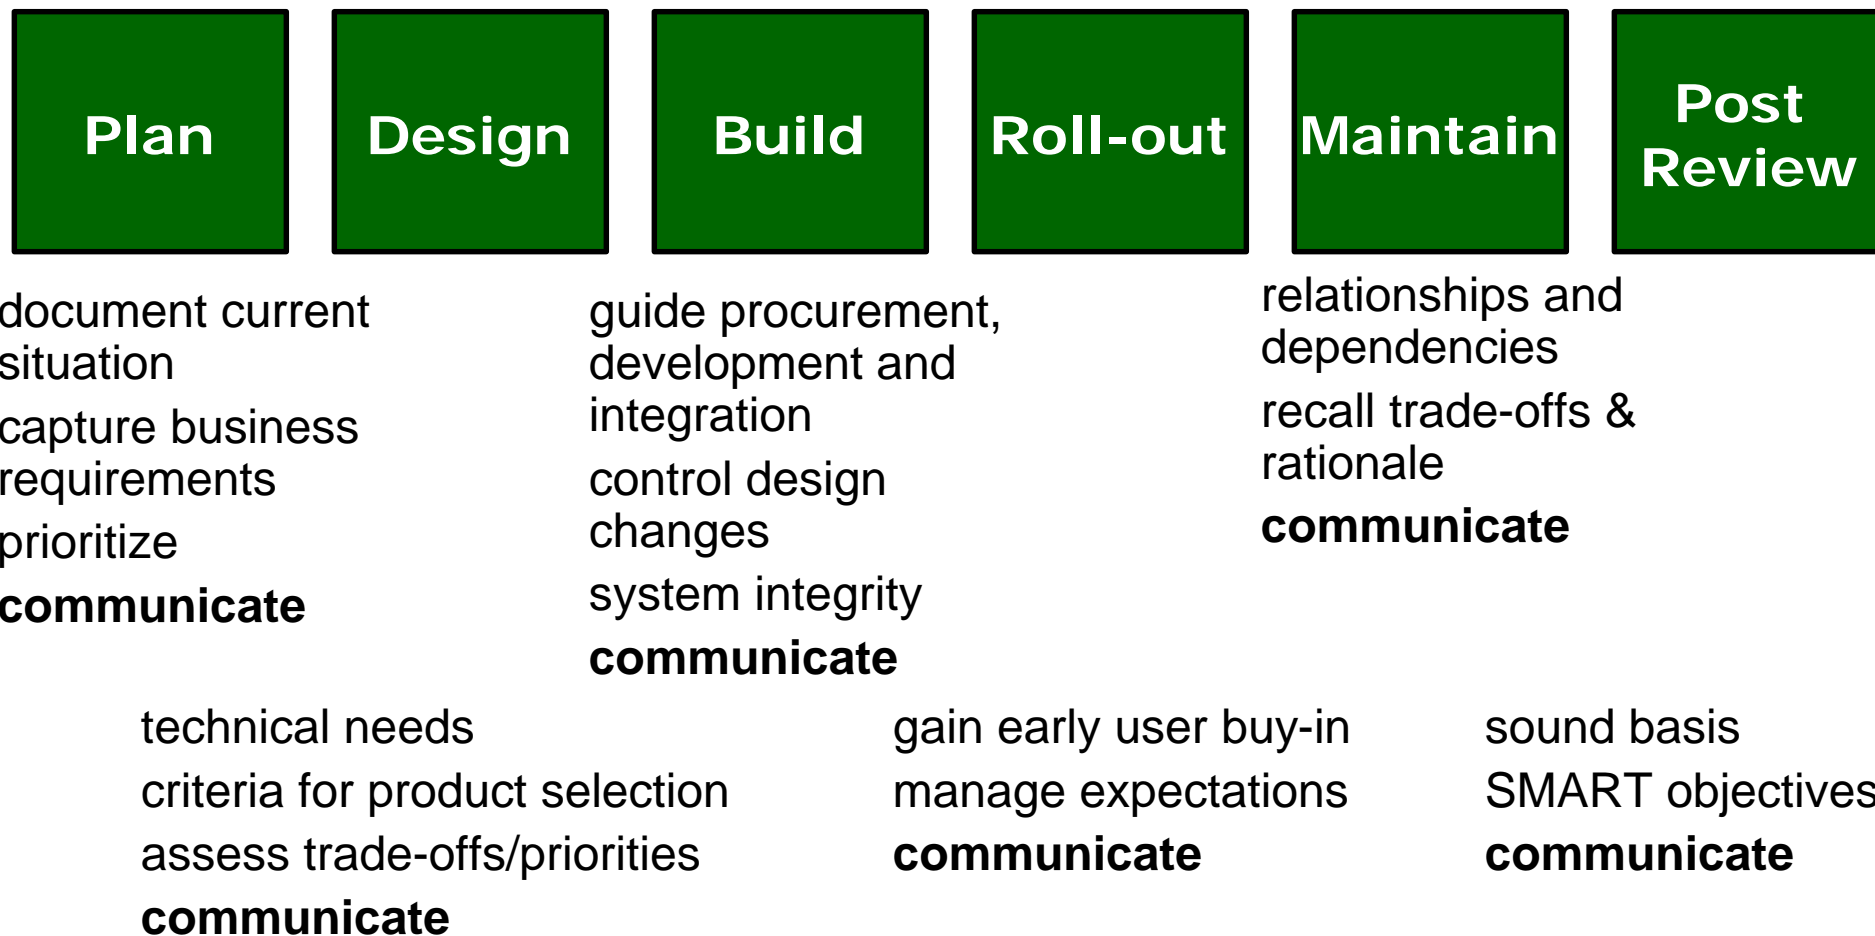 Plan
Design
Build
Roll-out
Maintain
Post
Review
document current
situation
capture business
requirements
prioritize
communicate
guide procurement,
development and
integration
control design
changes
system integrity
communicate
relationships and
dependencies
recall trade-offs &
rationale
communicate
technical needs
criteria for product selection
assess trade-offs/priorities
communicate
gain early user buy-in
manage expectations
communicate
sound basis
SMART objectives
communicate